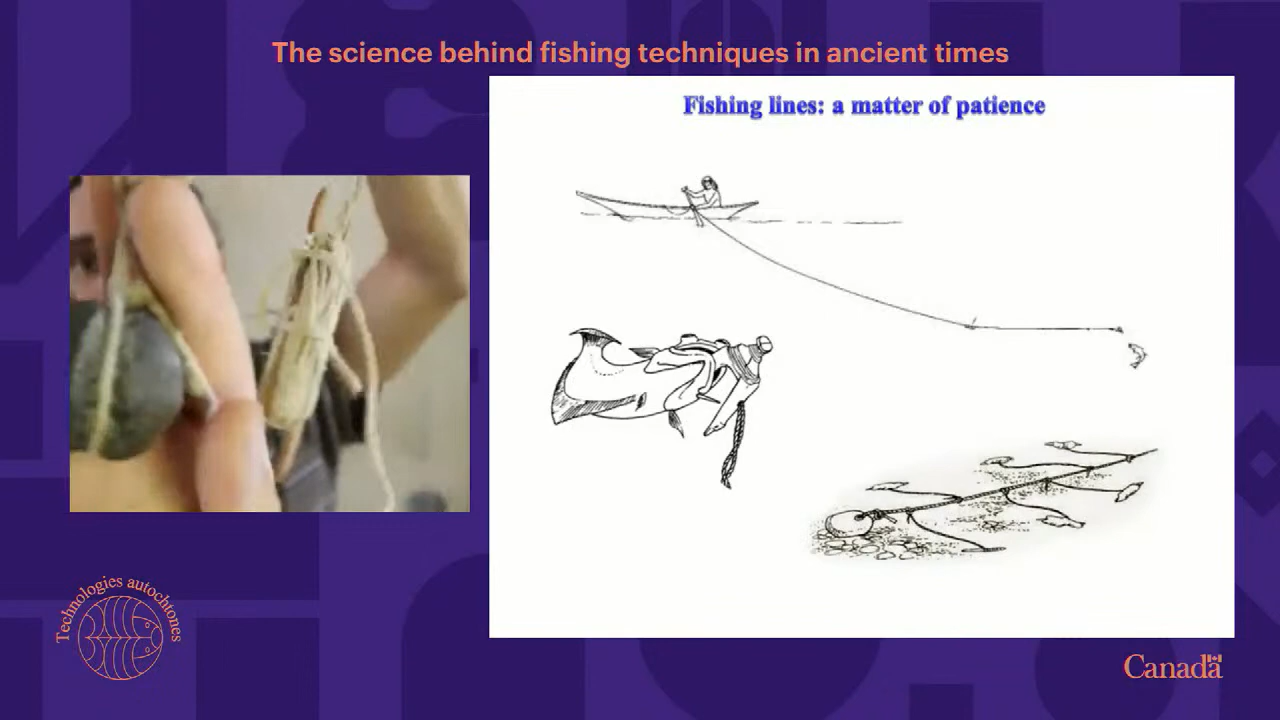 The science behind fishing techniques in ancient times
Fishing lines: a matter of patience
Technologies autochtones
Canada